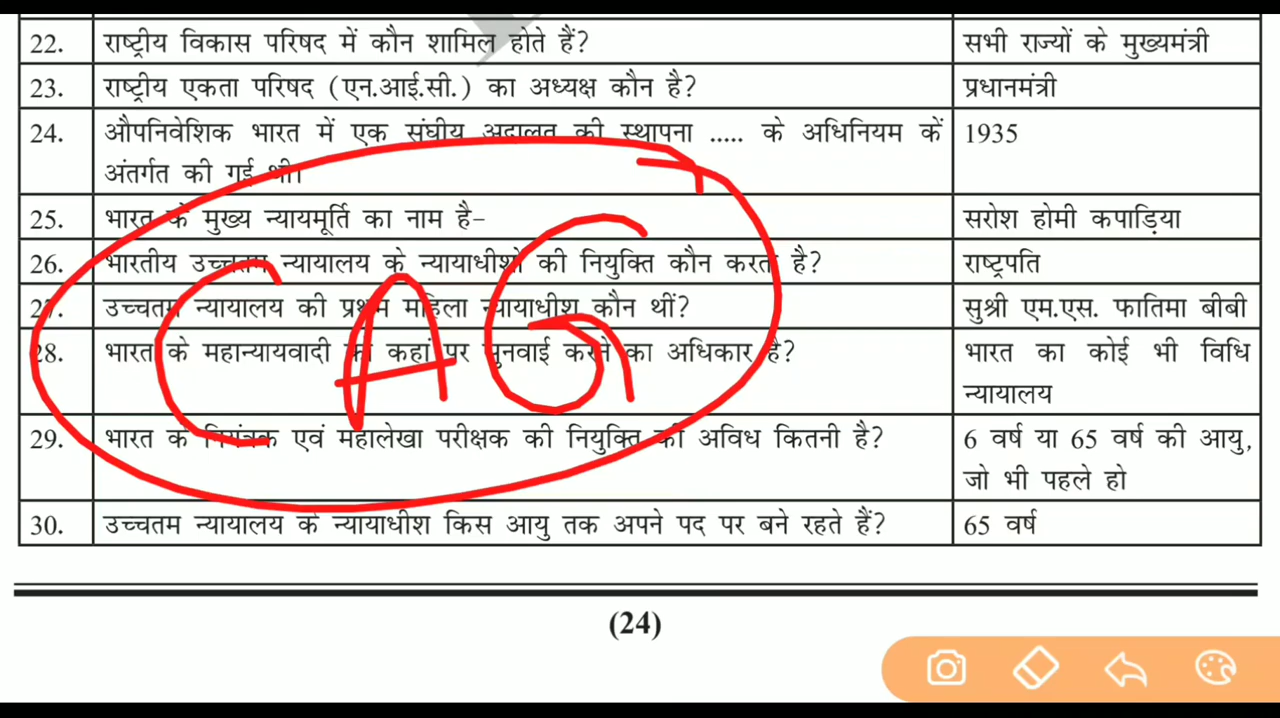 22. राष्ट्रीय विकास परिषद में कौन शामिल होते हैं? सभी राज्यों के मुख्यमंत्री
23. राष्ट्रीय एकता परिषद (एन.आई.सी.) का अध्यक्ष कौन है? प्रधानमंत्री
24. औपनिवेशिक भारत में एक संघीय अदालत की स्थापना ..... के अधिनियम कें 1935
अंतर्गत की गई थी।
25. भारत के मुख्य न्यायमूर्ति का नाम है– सरोश होमी कपाड़िया
26. भारतीय उच्चतम न्यायालय के न्यायाधीशों की नियुक्ति कौन करता है? राष्ट्रपति
27. उच्चतम न्यायालय की प्रथम महिला न्यायाधीश कौन थीं? सुश्री एम.एस. फातिमा बीबी
28. भारत के महान्यायवादी को कहां पर सुनवाई करने का अधिकार है? भारत का कोई भी विधि
न्यायालय
CAG
29. भारत के नियंत्रक एवं महालेखा परीक्षक की नियुक्ति की अविध कितनी है? 6 वर्ष या 65 वर्ष की आयु,
जो भी पहले हो
30. उच्चतम न्यायालय के न्यायाधीश किस आयु तक अपने पद पर बने रहते हैं? 65 वर्ष
(24)